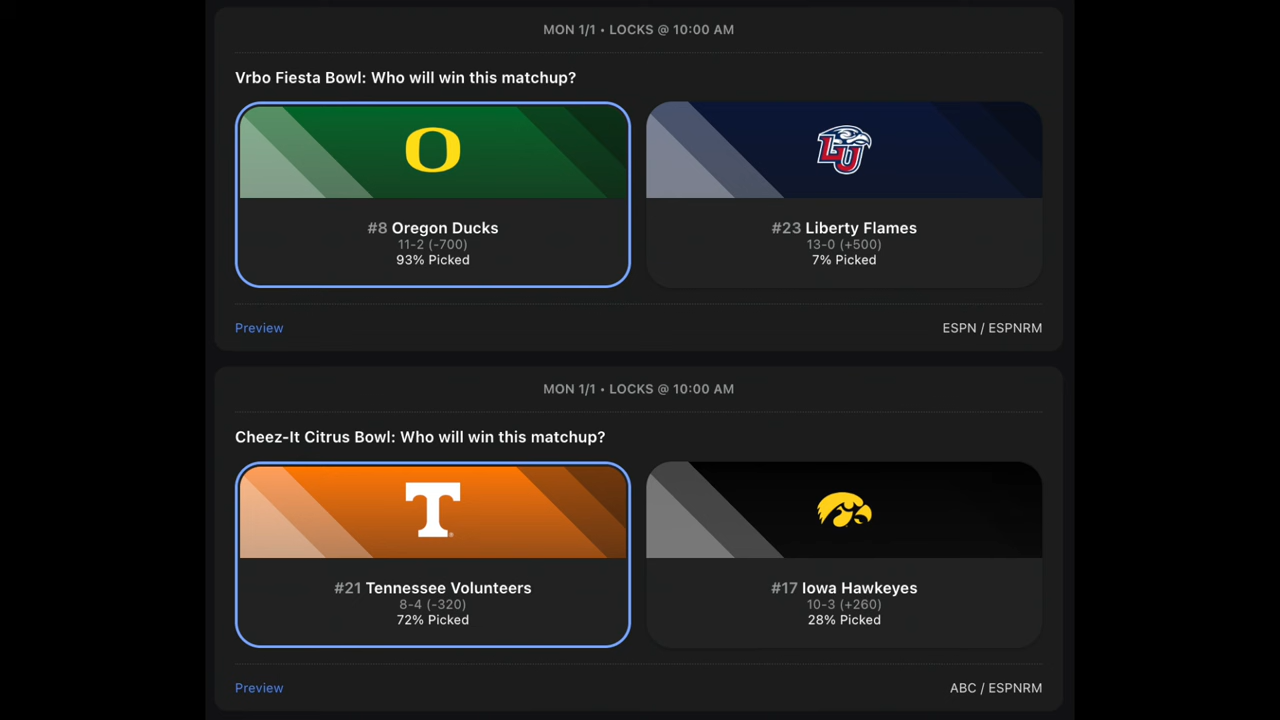 MON 1/1 • LOCKS @ 10:00 AM
Vrbo Fiesta Bowl: Who will win this matchup?
O
LU
#8 Oregon Ducks
11-2 (-700)
93% Picked
#23 Liberty Flames
13-0 (+500)
7% Picked
Preview
ESPN / ESPNRM
MON 1/1 • LOCKS @ 10:00 AM
Cheez-It Citrus Bowl: Who will win this matchup?
T
#21 Tennessee Volunteers
8-4 (-320)
72% Picked
#17 Iowa Hawkeyes
10-3 (+260)
28% Picked
Preview
ABC / ESPNRM